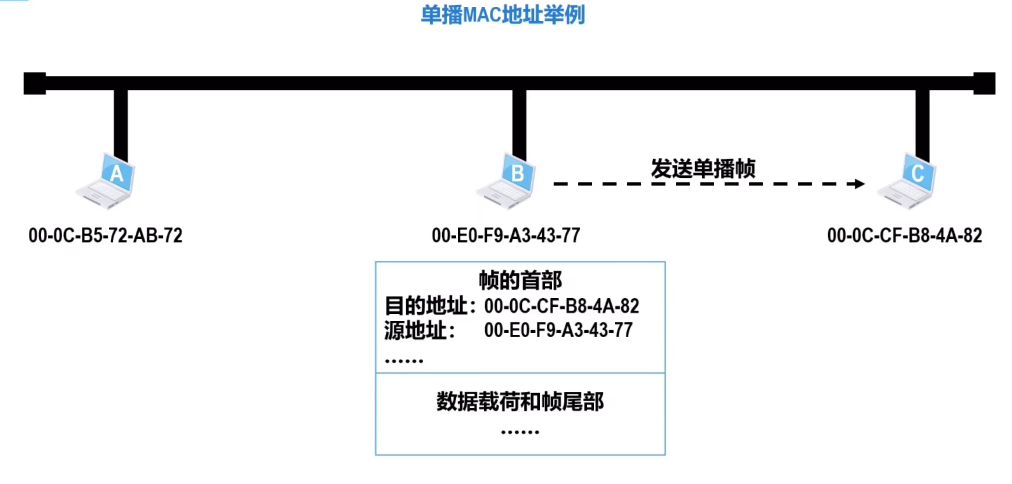 单播MAC地址举例
A
B
C
发送单播帧
00-0C-B5-72-AB-72
00-E0-F9-A3-43-77
00-0C-CF-B8-4A-82
帧的首部
目的地址：00-0C-CF-B8-4A-82
源地址： 00-E0-F9-A3-43-77
......
数据载荷和帧尾部
......